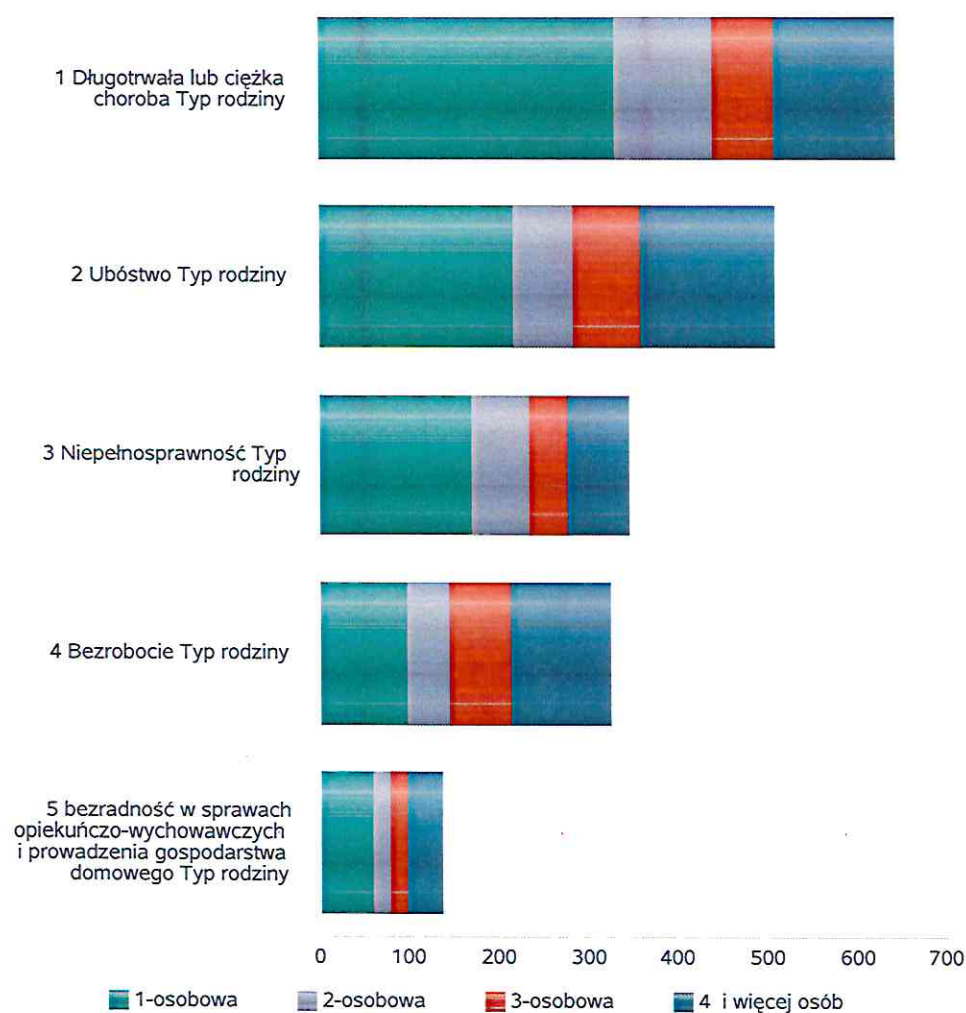 1 Długotrwała lub ciężka
choroba Typ rodziny
2 Ubóstwo Typ rodziny
3 Niepełnosprawność Typ
rodziny
4 Bezrobocie Typ rodziny
5 bezradność w sprawach
opiekuńczo-wychowawczych
i prowadzenia gospodarstwa
domowego Typ rodziny
0 100 200 300 400 500 600 700
1-osobowa 2-osobowa 3-osobowa 4 i więcej osób